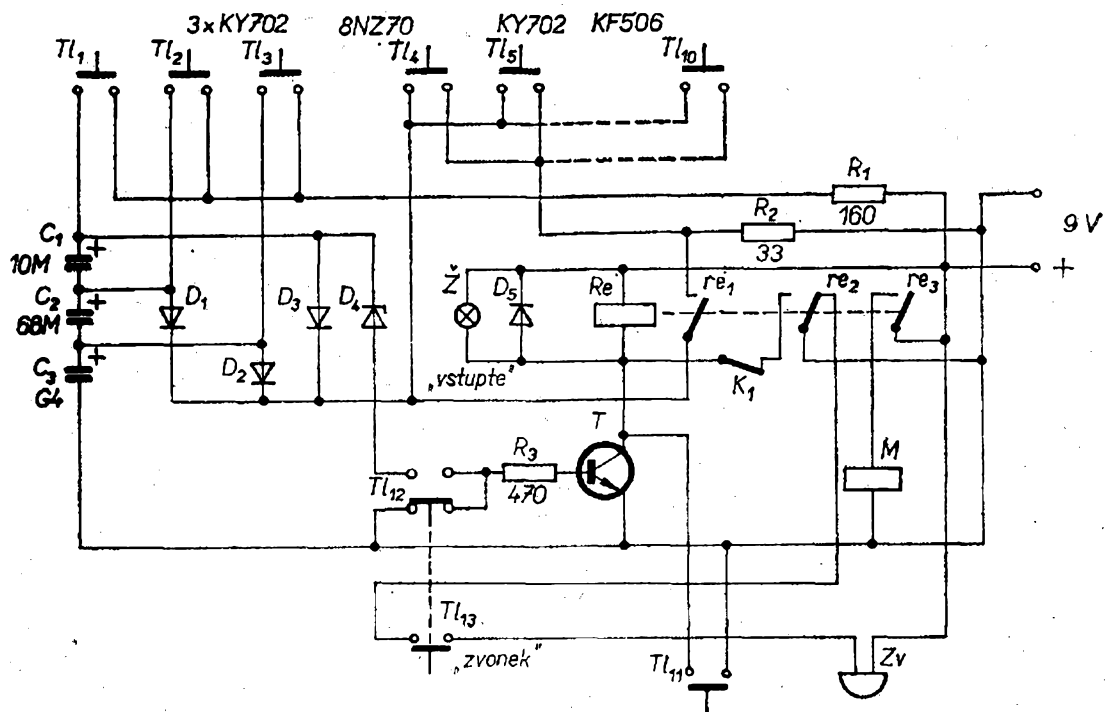 3xKY702 8NZ70 KY702 KF506
Tl1 Tl2 Tl3 Tl4 Tl5 Tl10
R1
160
R2
33
9 V
+
C1 +
10M
C2 +
68M
C3 +
G4
D1
D2
D3
D4
Ž
D5
Re
re1
re2
re3
„vstupte"
K1
T
R3
470
M
Tl12
Tl13
„zvonek"
Tl11
Zv